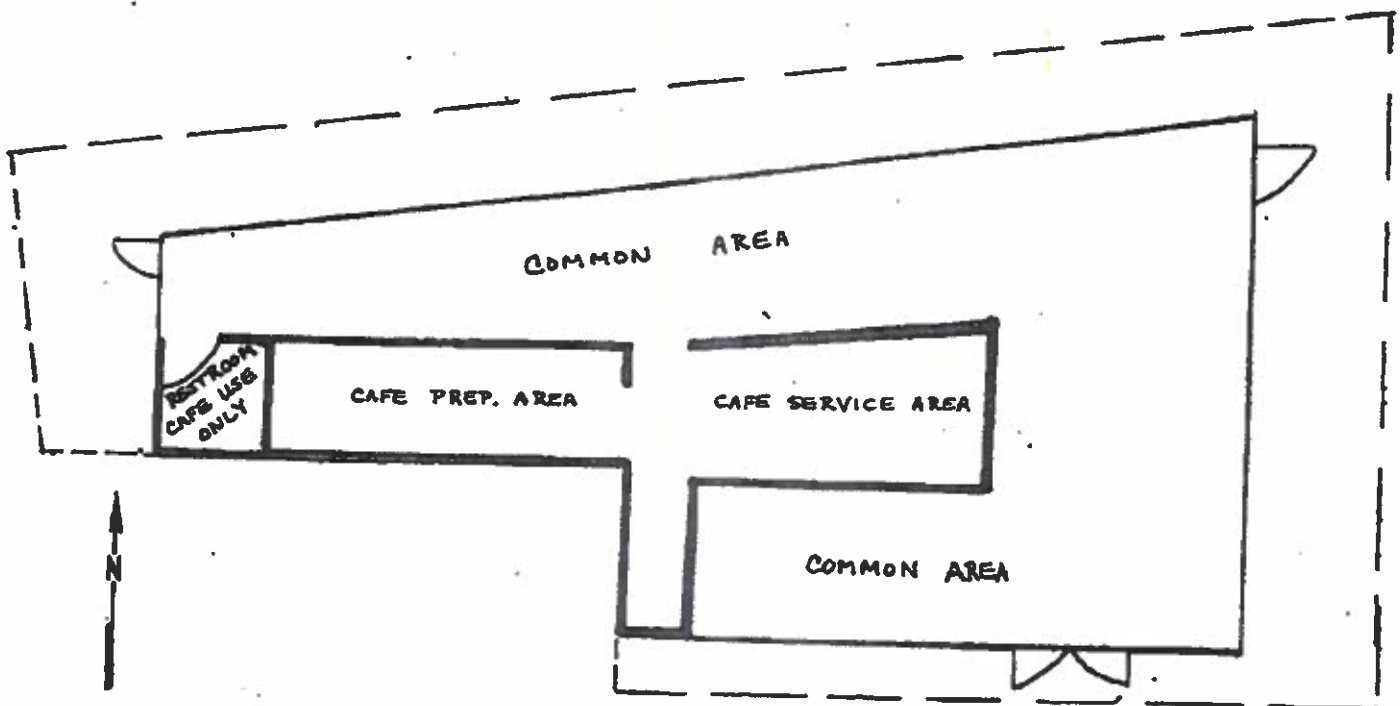 COMMON AREA
RESTROOM
CAFE USE
ONLY
CAFE PREP. AREA
CAFE SERVICE AREA
COMMON AREA
N